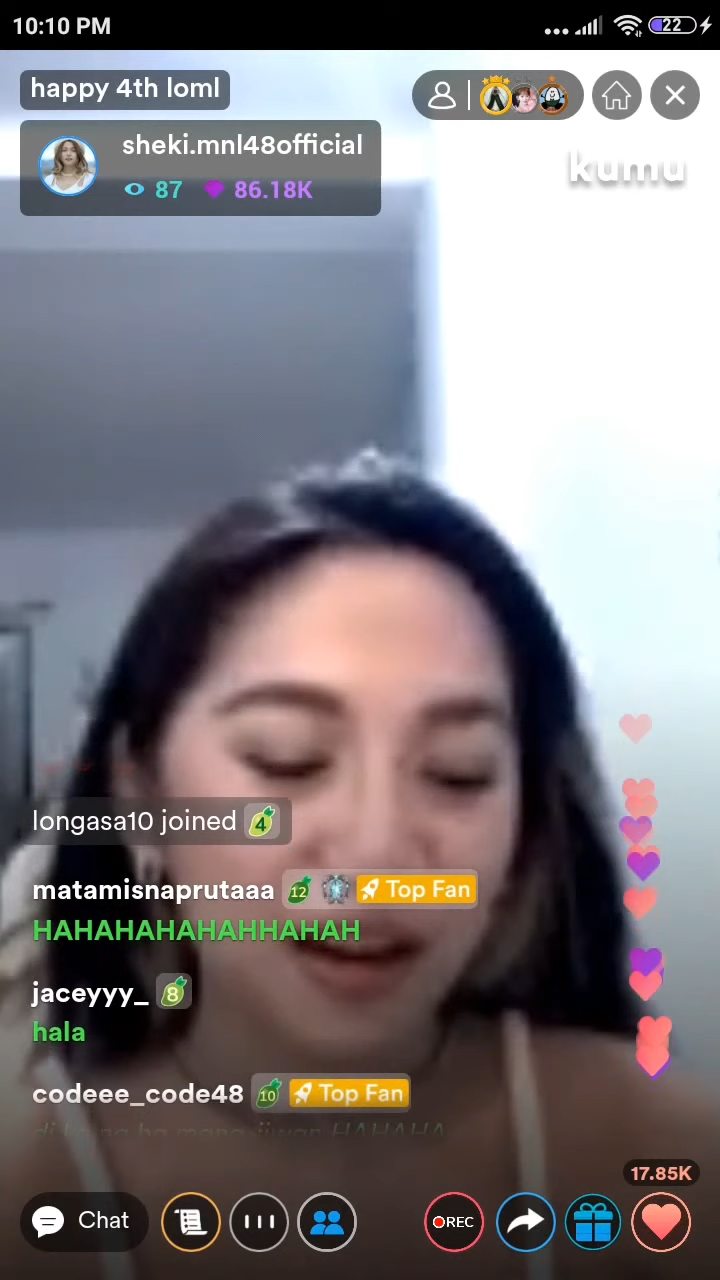 10:10 PM
22
happy 4th loml
sheki.mnl48official
87 86.18K
kumu
longasa10 joined 4
matamisnaprutaaa 12 Top Fan
HAHAHAHAHAHHAHAH
jaceyyy_ 8
hala
codeee_code48 10 Top Fan
HAHAHA
17.85K
Chat
REC